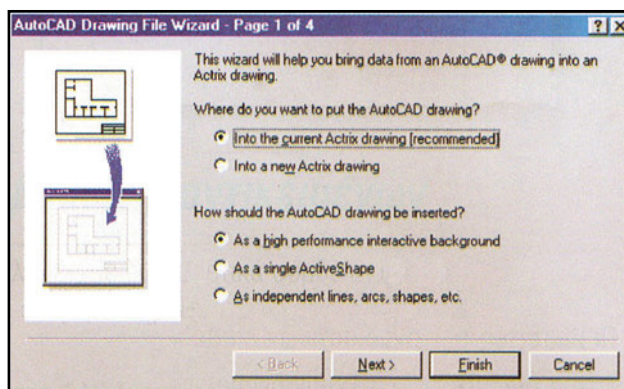 AutoCAD Drawing File Wizard - Page 1 of 4
This wizard will help you bring data from an AutoCAD® drawing into an
Actrix drawing.
Where do you want to put the AutoCAD drawing?
Into the current Actrix drawing [recommended]
Into a new Actrix drawing
How should the AutoCAD drawing be inserted?
As a high performance interactive background
As a single ActiveShape
As independent lines, arcs, shapes, etc.
< Back
Next >
Finish
Cancel